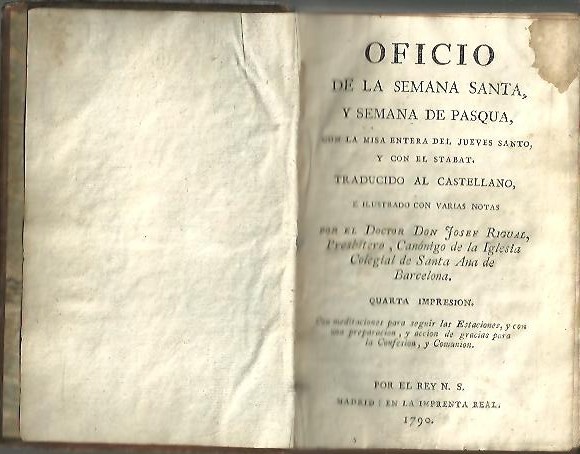 OFICIO
DE LA SEMANA SANTA,
Y SEMANA DE PASQUA,
CON LA MISA ENTERA DEL JUEVES SANTO,
Y CON EL STABAT.
TRADUCIDO AL CASTELLANO,
E ILUSTRADO CON VARIAS NOTAS
POR EL DOCTOR DON JOSEF RIGUAL,
Presbítero, Canónigo de la Iglesia
Colegial de Santa Ana de
Barcelona.
QUARTA IMPRESION.
Con meditaciones para seguir las Estaciones, y con
una preparacion, y accion de gracias para
la Confesion, y Comunion.
POR EL REY N. S.
MADRID: EN LA IMPRENTA REAL.
1790.